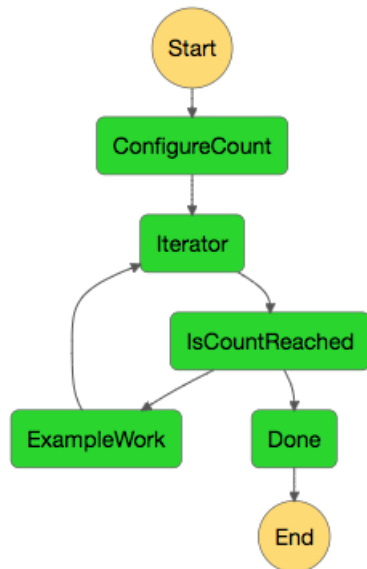 Start
ConfigureCount
Iterator
IsCountReached
ExampleWork
Done
End